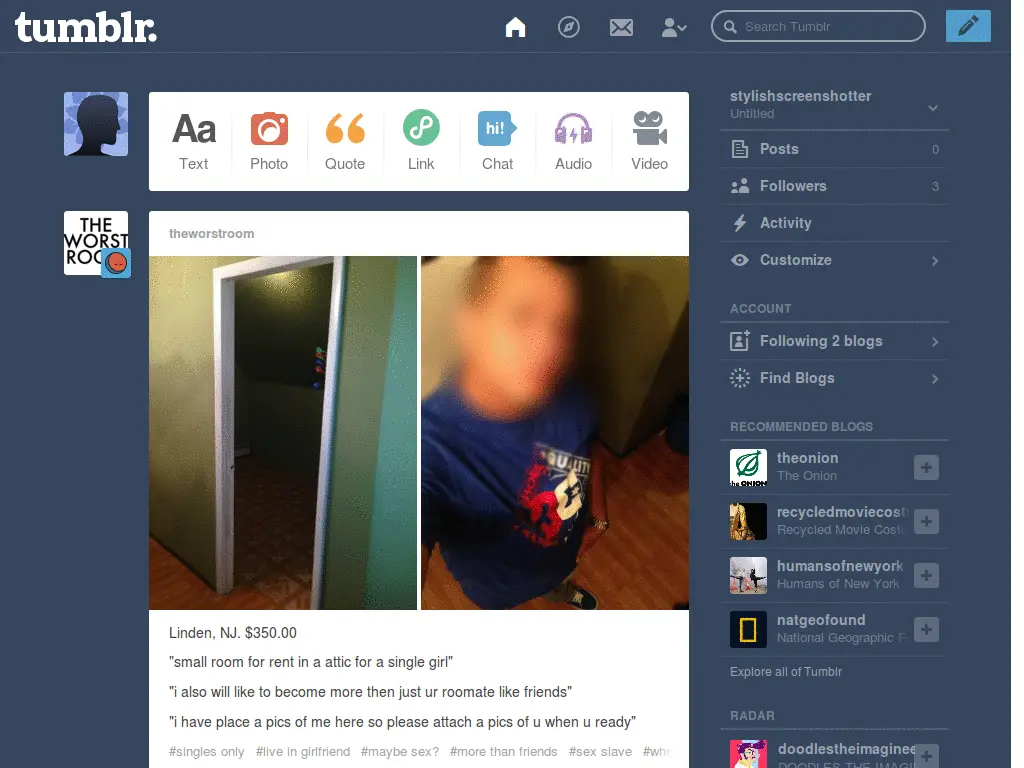 tumblr.
Search Tumblr
Aa
hi!
Text
Photo
Quote
Link
Chat
Audio
Video
THE
WORST
theworstroom
QUALITY
Linden, NJ. $350.00
"small room for rent in a attic for a single girl"
"i also will like to become more then just ur roomate like friends"
"i have place a pics of me here so please attach a pics of u when u ready"
#singles only #live in girlfriend #maybe sex? #more than friends #sex slave
stylishscreenshotter
Untitled
Posts 0
Followers 3
Activity
Customize
ACCOUNT
Following 2 blogs
Find Blogs
RECOMMENDED BLOGS
the ONION
theonion
The Onion
recycledmoviecost
Recycled Movie Cost
humansofnewyork
Humans of New York
natgeofound
National Geographic F
Explore all of Tumblr
RADAR
doodlestheimaginee
DOODLES THE IMAGI